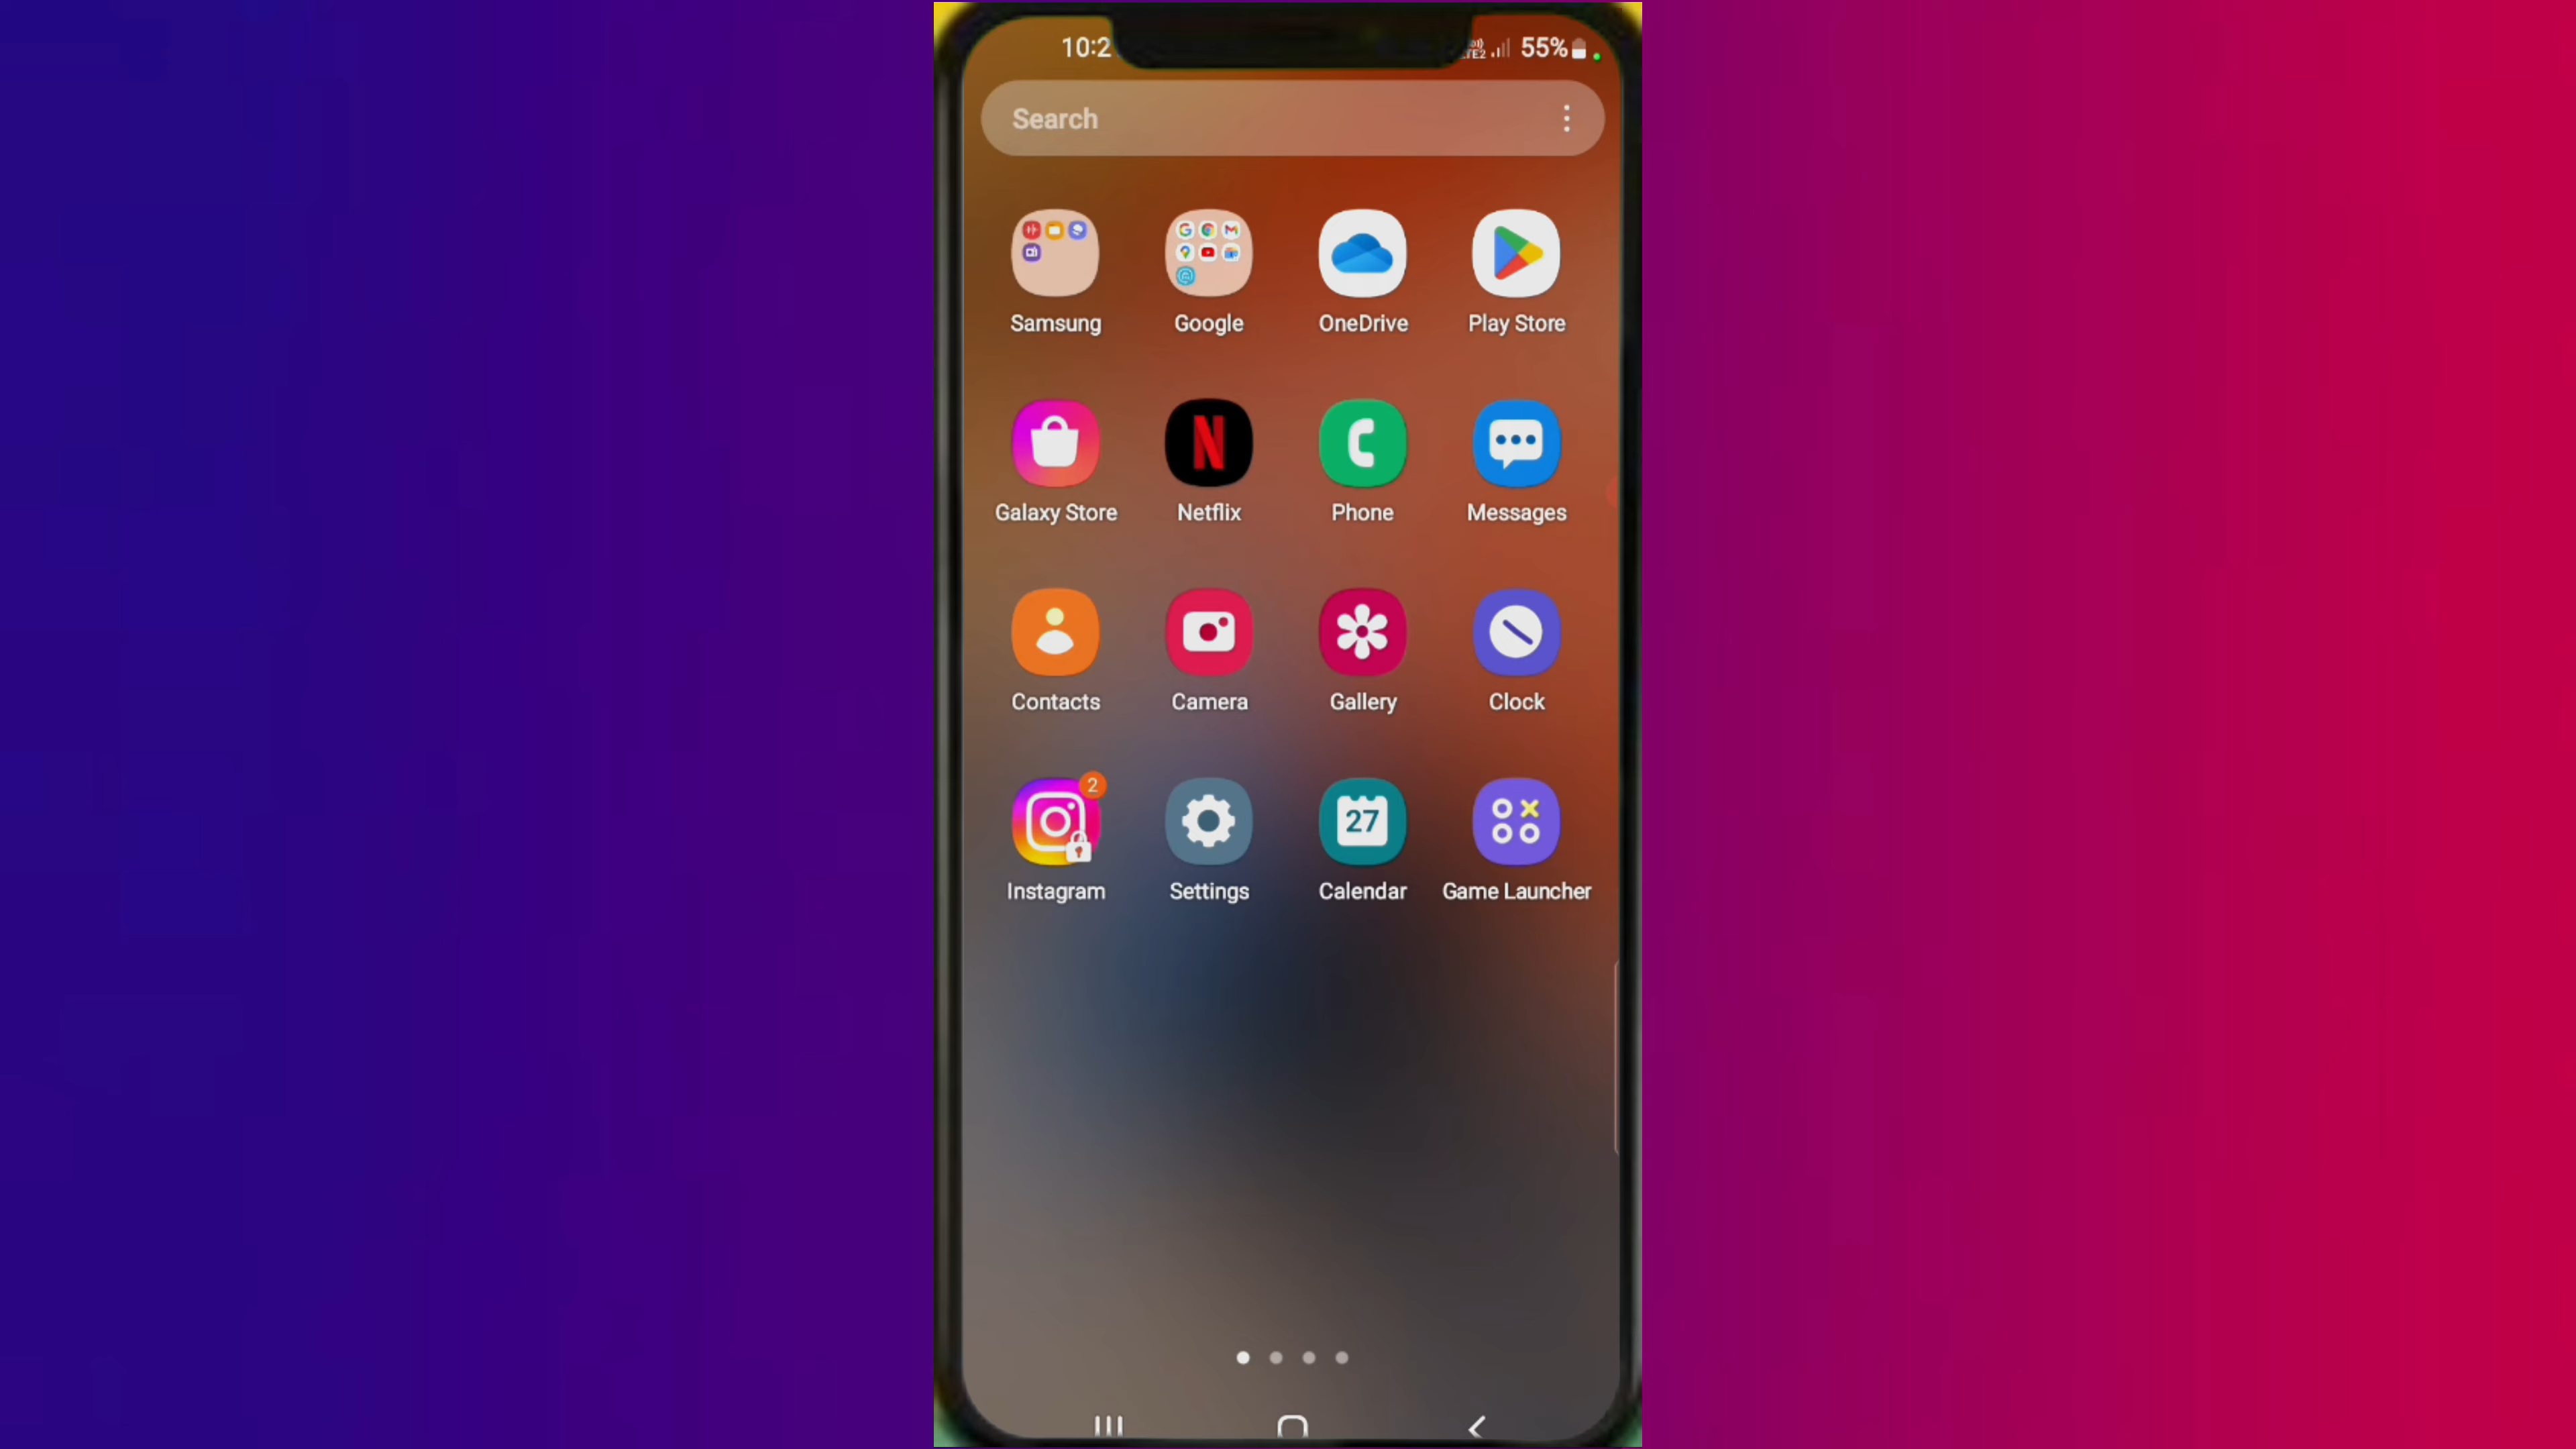 10:2
55%
Search
Samsung Google OneDrive Play Store
Galaxy Store Netflix Phone Messages
Contacts Camera Gallery Clock
2
27
Instagram Settings Calendar Game Launcher